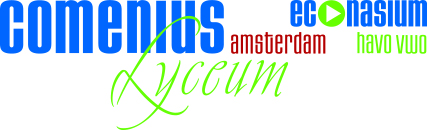 comenius
Lyceum
amsterdam
econasium
havo vwo